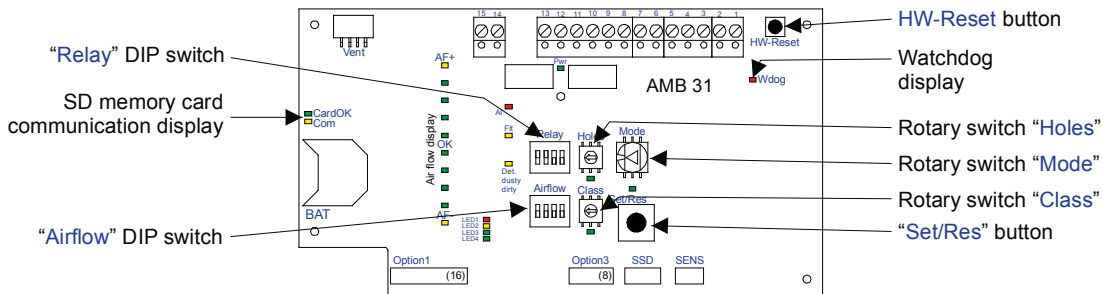 15 14 13 12 11 10 9 8 7 6 5 4 3 2 1
HW-Reset button
Vent
HW-Reset
"Relay" DIP switch
AF+
Pwr
Wdog
Watchdog
display
AMB 31
SD memory card
communication display
CardOK
Com
Al
Flt
Relay
Hole
Mode
Rotary switch "Holes"
OK
Air flow display
Rotary switch "Mode"
Det.
dusty
dirty
Airflow
Class
Set/Res
Rotary switch "Class"
BAT
AF-
LED1
LED2
LED3
LED4
"Airflow" DIP switch
"Set/Res" button
Option1
(16)
Option3
(8)
SSD
SENS